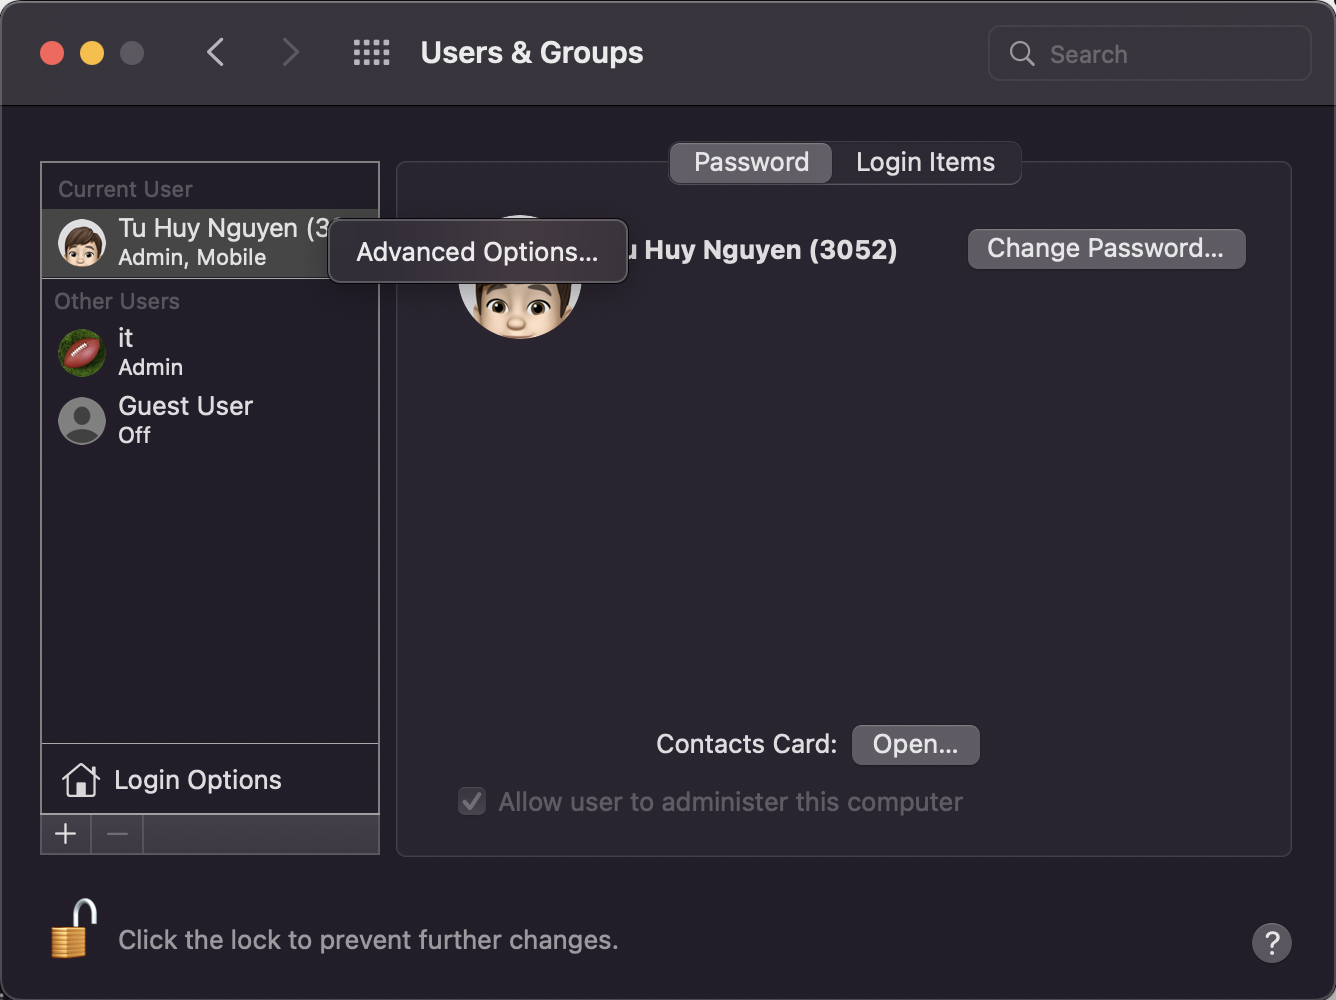 Users & Groups
Search
Password
Login Items
Current User
Tu Huy Nguyen (3
Admin, Mobile
Advanced Options...
Huy Nguyen (3052)
Change Password...
Other Users
it
Admin
Guest User
Off
Contacts Card:
Open...
Login Options
Allow user to administer this computer
Click the lock to prevent further changes.
?